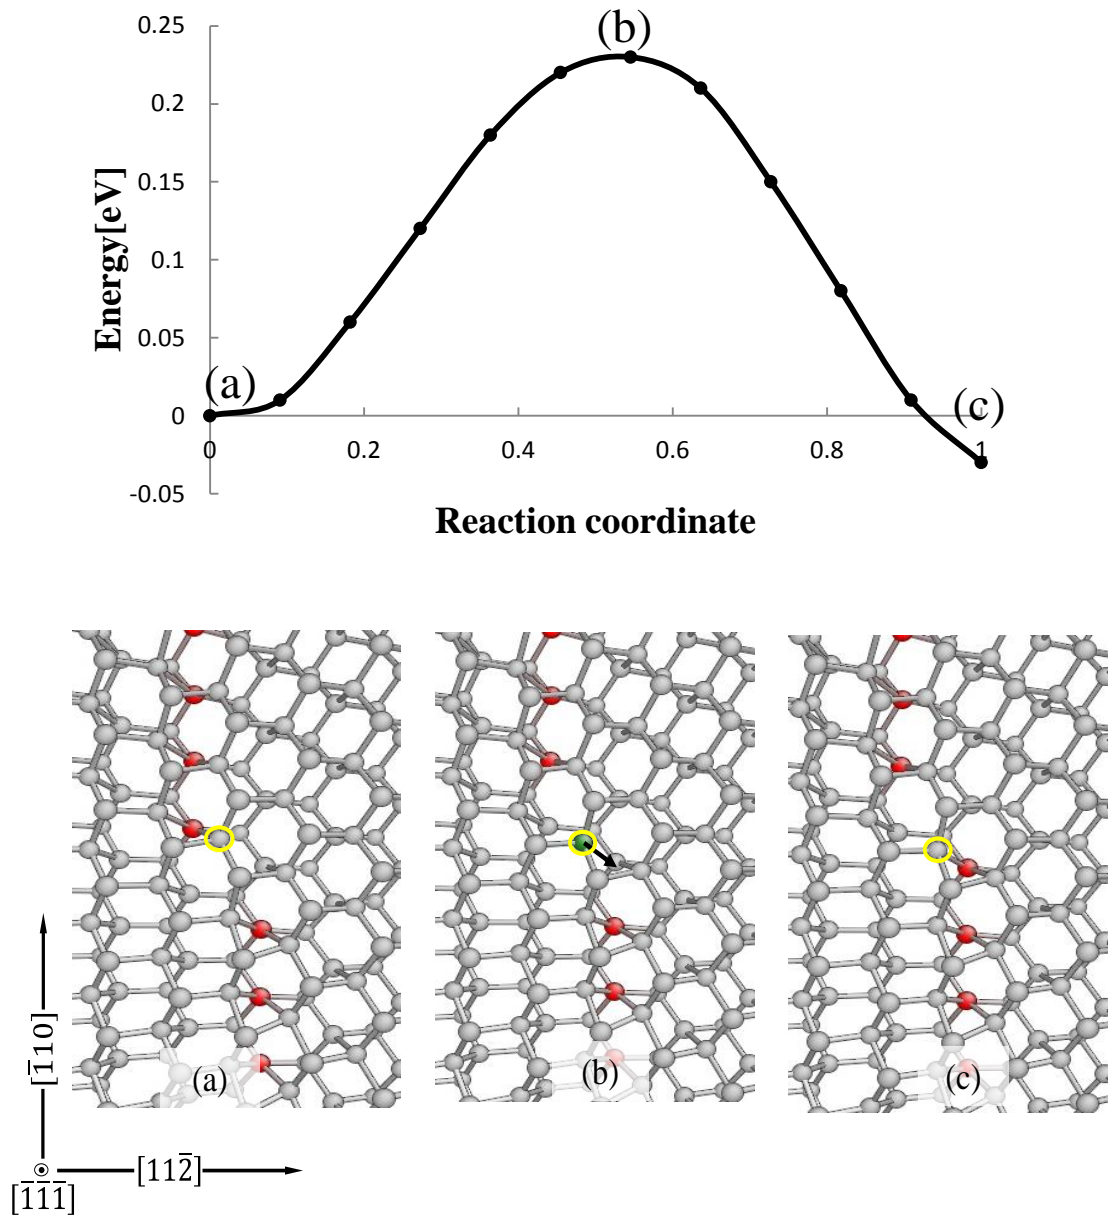 0.25
(b)
0.2
0.15
Energy[eV]
0.1
0.05
(a)
0
(c)
0
0.2
0.4
0.6
0.8
1
-0.05
Reaction coordinate
(a)
(b)
(c)
[1̅10]
[112̅]
[1̅1̅1̅]